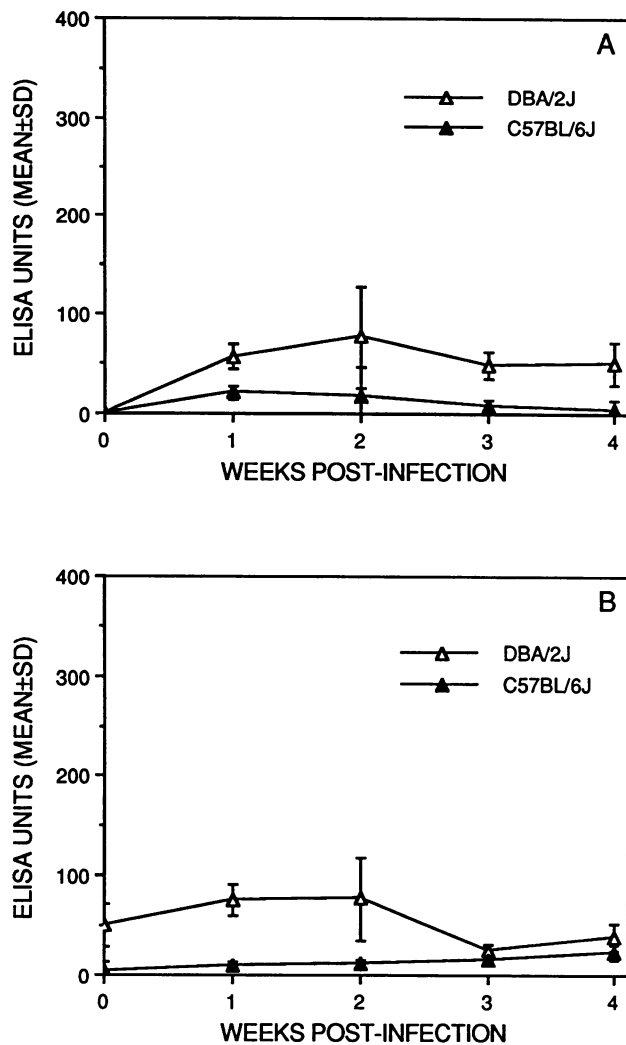 A
ELISA UNITS (MEAN±SD)
400
300
200
100
0
DBA/2J
C57BL/6J
0 1 2 3 4
WEEKS POST-INFECTION
B
ELISA UNITS (MEAN±SD)
400
300
200
100
0
DBA/2J
C57BL/6J
0 1 2 3 4
WEEKS POST-INFECTION